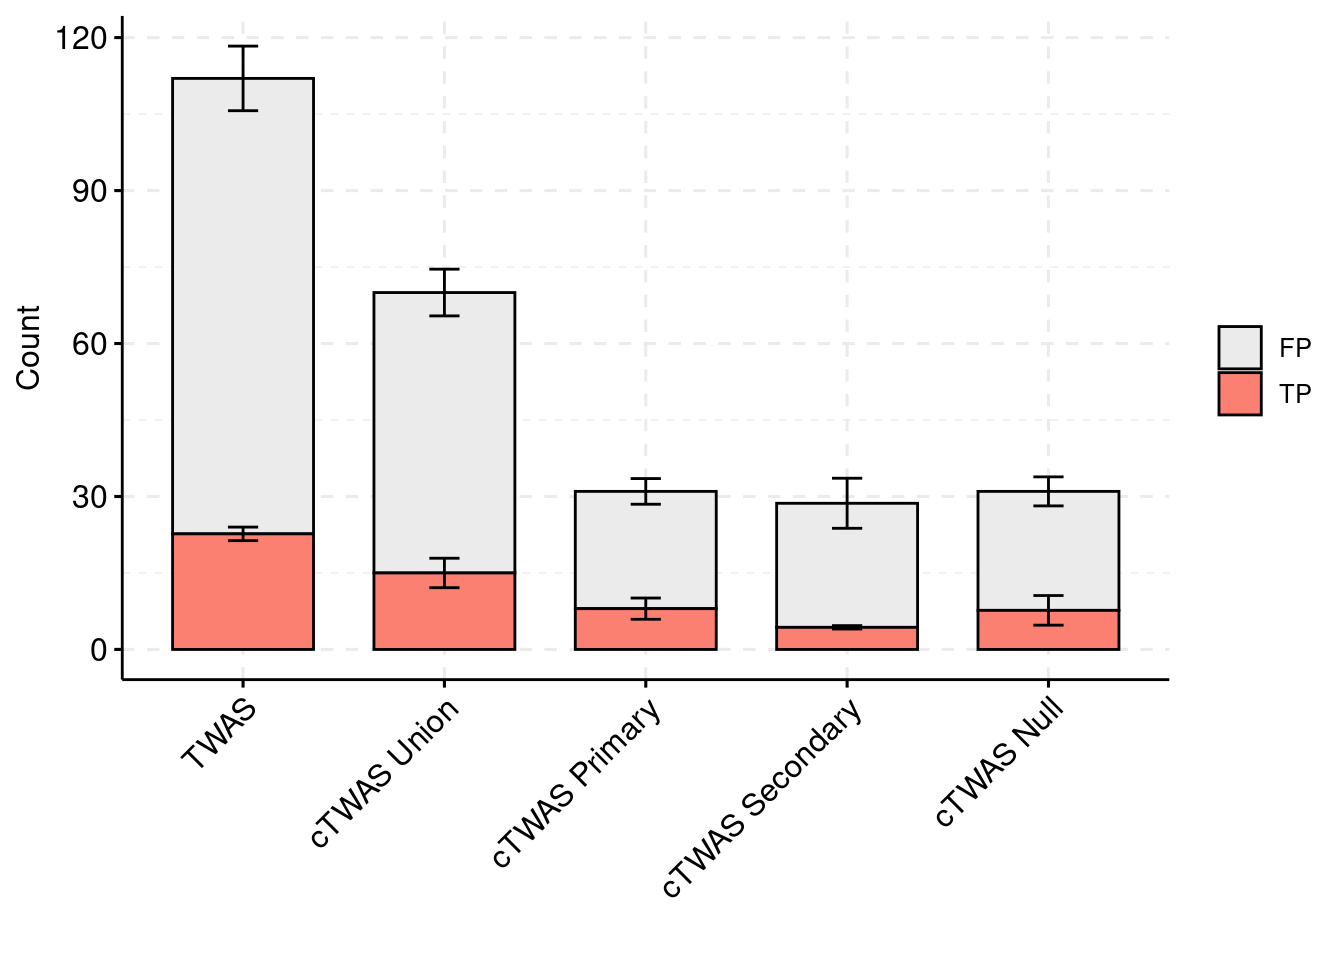 120
90
60
30
0
Count
TWAS
cTWAS Union
cTWAS Primary
cTWAS Secondary
cTWAS Null
FP
TP